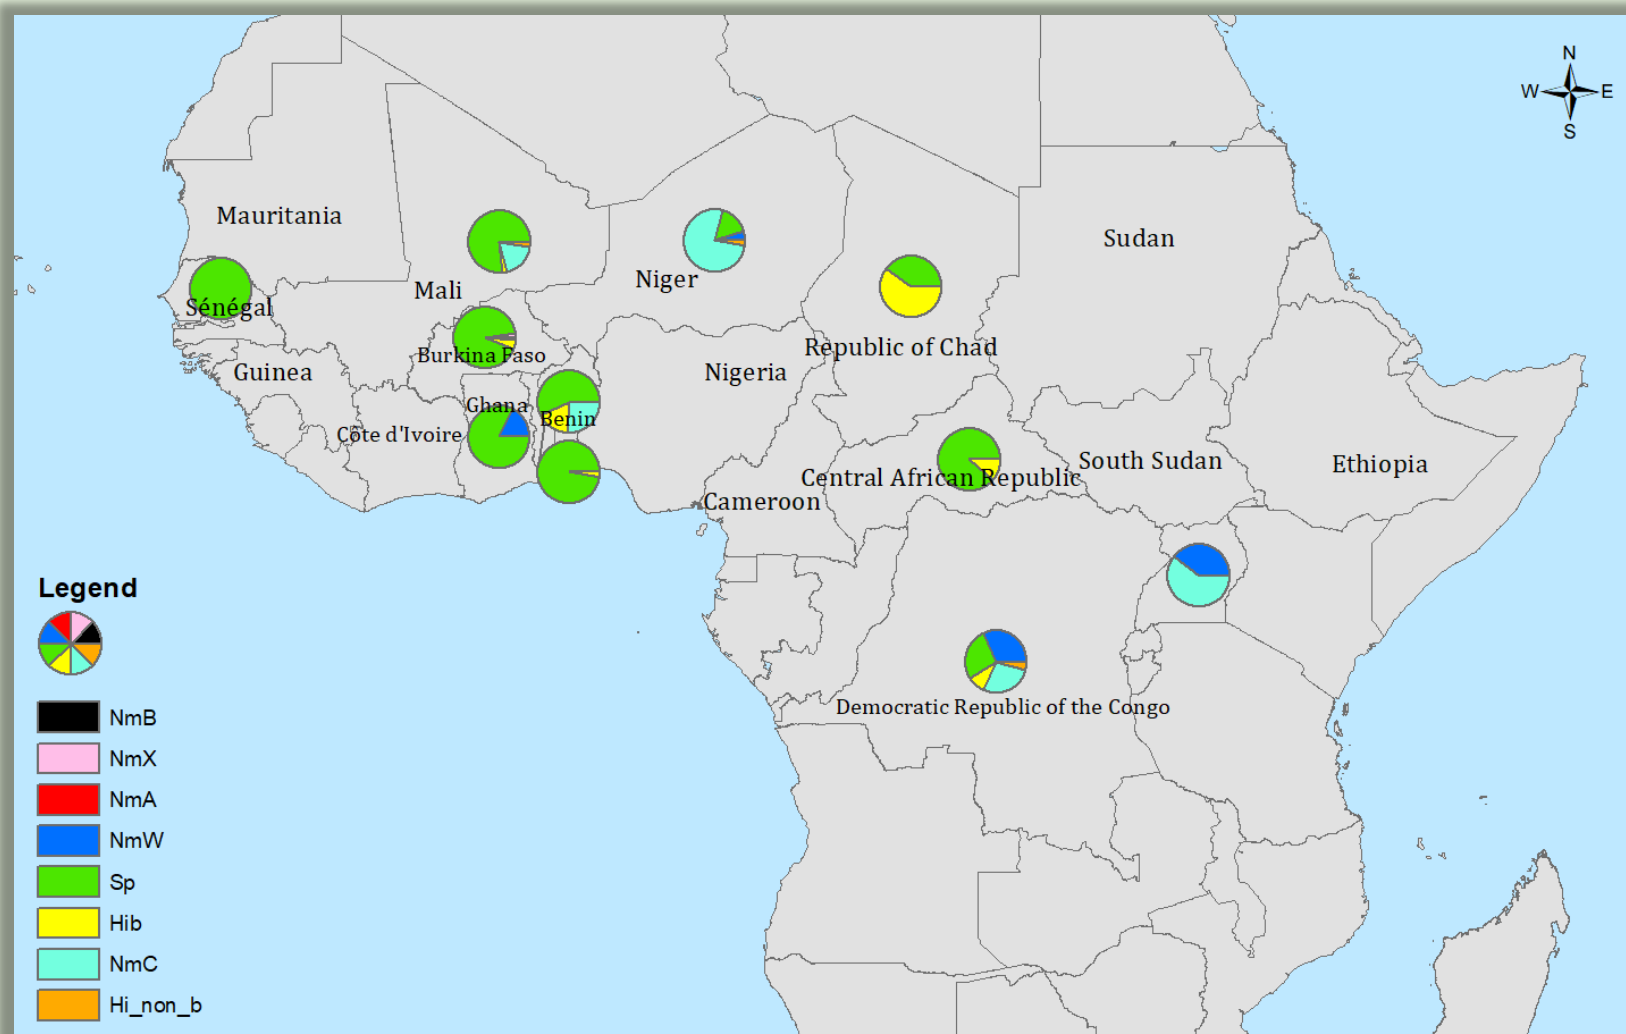 N
W E
S
Mauritania
Sudan
Niger
Mali
Sénégal
Republic of Chad
Burkina Faso
Guinea
Nigeria
Ghana
Benin
Côte d'Ivoire
South Sudan
Ethiopia
Central African Republic
Cameroon
Democratic Republic of the Congo
Legend
NmB
NmX
NmA
NmW
Sp
Hib
NmC
Hi_non_b